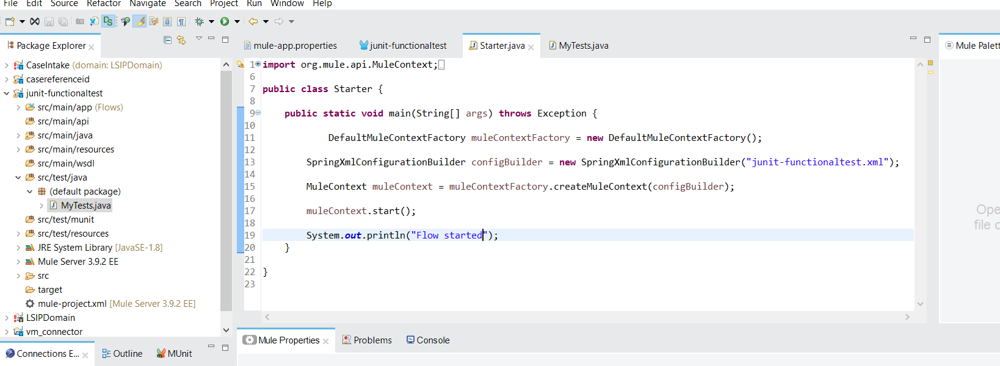 File Edit Source Refactor Navigate Search Project Run Window Help
Package Explorer
CaseIntake (domain: LSIPDomain)
casereferenceid
junit-functionaltest
src/main/app (Flows)
src/main/api
src/main/java
src/main/resources
src/main/wsdl
src/test/java
(default package)
MyTests.java
src/test/munit
src/test/resources
JRE System Library [JavaSE-1.8]
Mule Server 3.9.2 EE
src
target
mule-project.xml [Mule Server 3.9.2 EE]
LSIPDomain
vm_connector
Connections E... Outline MUnit
mule-app.properties junit-functionaltest Starter.java MyTests.java
1 import org.mule.api.MuleContext;
6
7 public class Starter {
8
9 public static void main(String[] args) throws Exception {
10
11 DefaultMuleContextFactory muleContextFactory = new DefaultMuleContextFactory();
12
13 SpringXmlConfigurationBuilder configBuilder = new SpringXmlConfigurationBuilder("junit-functionaltest.xml");
14
15 MuleContext muleContext = muleContextFactory.createMuleContext(configBuilder);
16
17 muleContext.start();
18
19 System.out.println("Flow started");
20 }
21
22 }
23
Mule Properties Problems Console
Mule Palett
Ope
file o